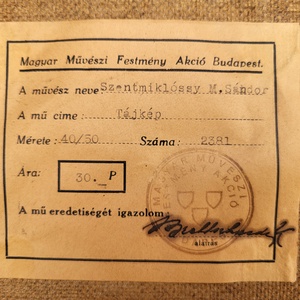 Magyar Művészi Festmény Akció Budapest.
A művész neve Szentmiklóssy M.Sándor
A mű címe Tájkép
Mérete: 40/50 Száma: 2381
Ára: 30.- P
MAGYAR MŰVÉSZI FESTMÉNY AKCIÓ
A mű eredetiségét igazolom
aláírás